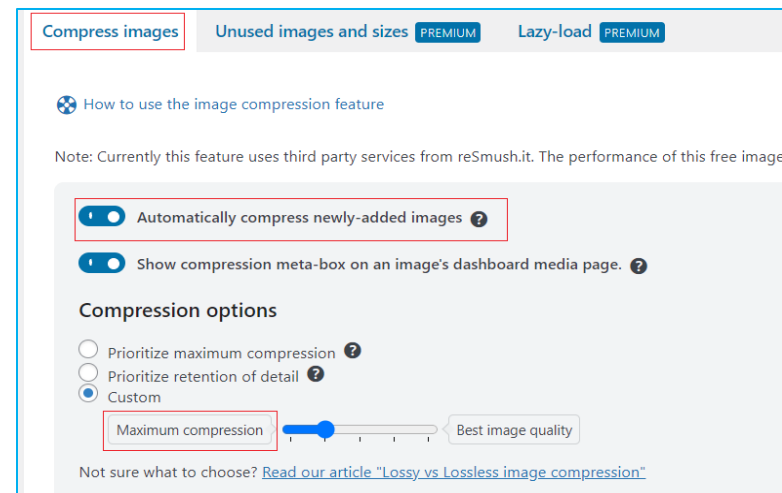 Compress images Unused images and sizes PREMIUM Lazy-load PREMIUM
How to use the image compression feature
Note: Currently this feature uses third party services from reSmush.it. The performance of this free image
Automatically compress newly-added images ?
Show compression meta-box on an image's dashboard media page. ?
Compression options
Prioritize maximum compression ?
Prioritize retention of detail ?
Custom
Maximum compression Best image quality
Not sure what to choose? Read our article "Lossy vs Lossless image compression"